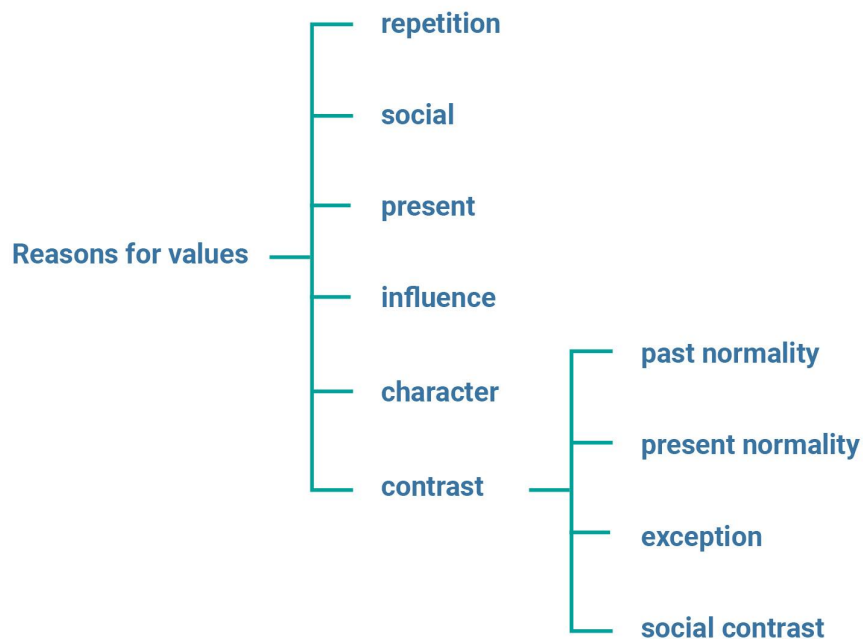 repetition
social
present
Reasons for values
influence
character
contrast
past normality
present normality
exception
social contrast